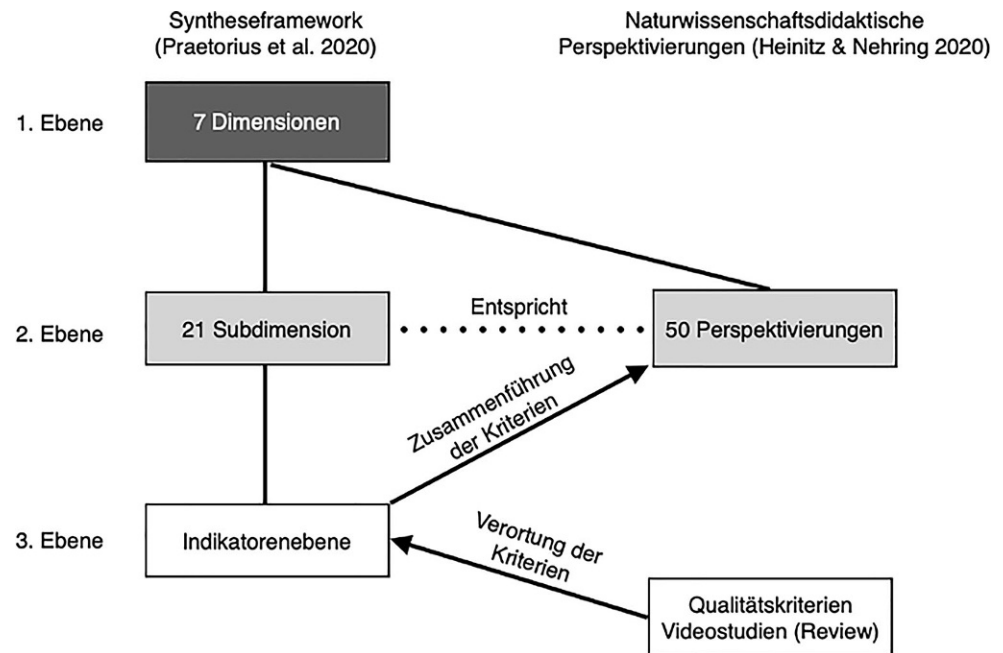 Syntheseframework
(Praetorius et al. 2020)
Naturwissenschaftsdidaktische
Perspektivierungen (Heinitz & Nehring 2020)
1. Ebene
7 Dimensionen
2. Ebene
21 Subdimension
Entspricht
50 Perspektivierungen
Zusammenführung
der Kriterien
3. Ebene
Indikatorenebene
Verortung der
Kriterien
Qualitätskriterien
Videostudien (Review)